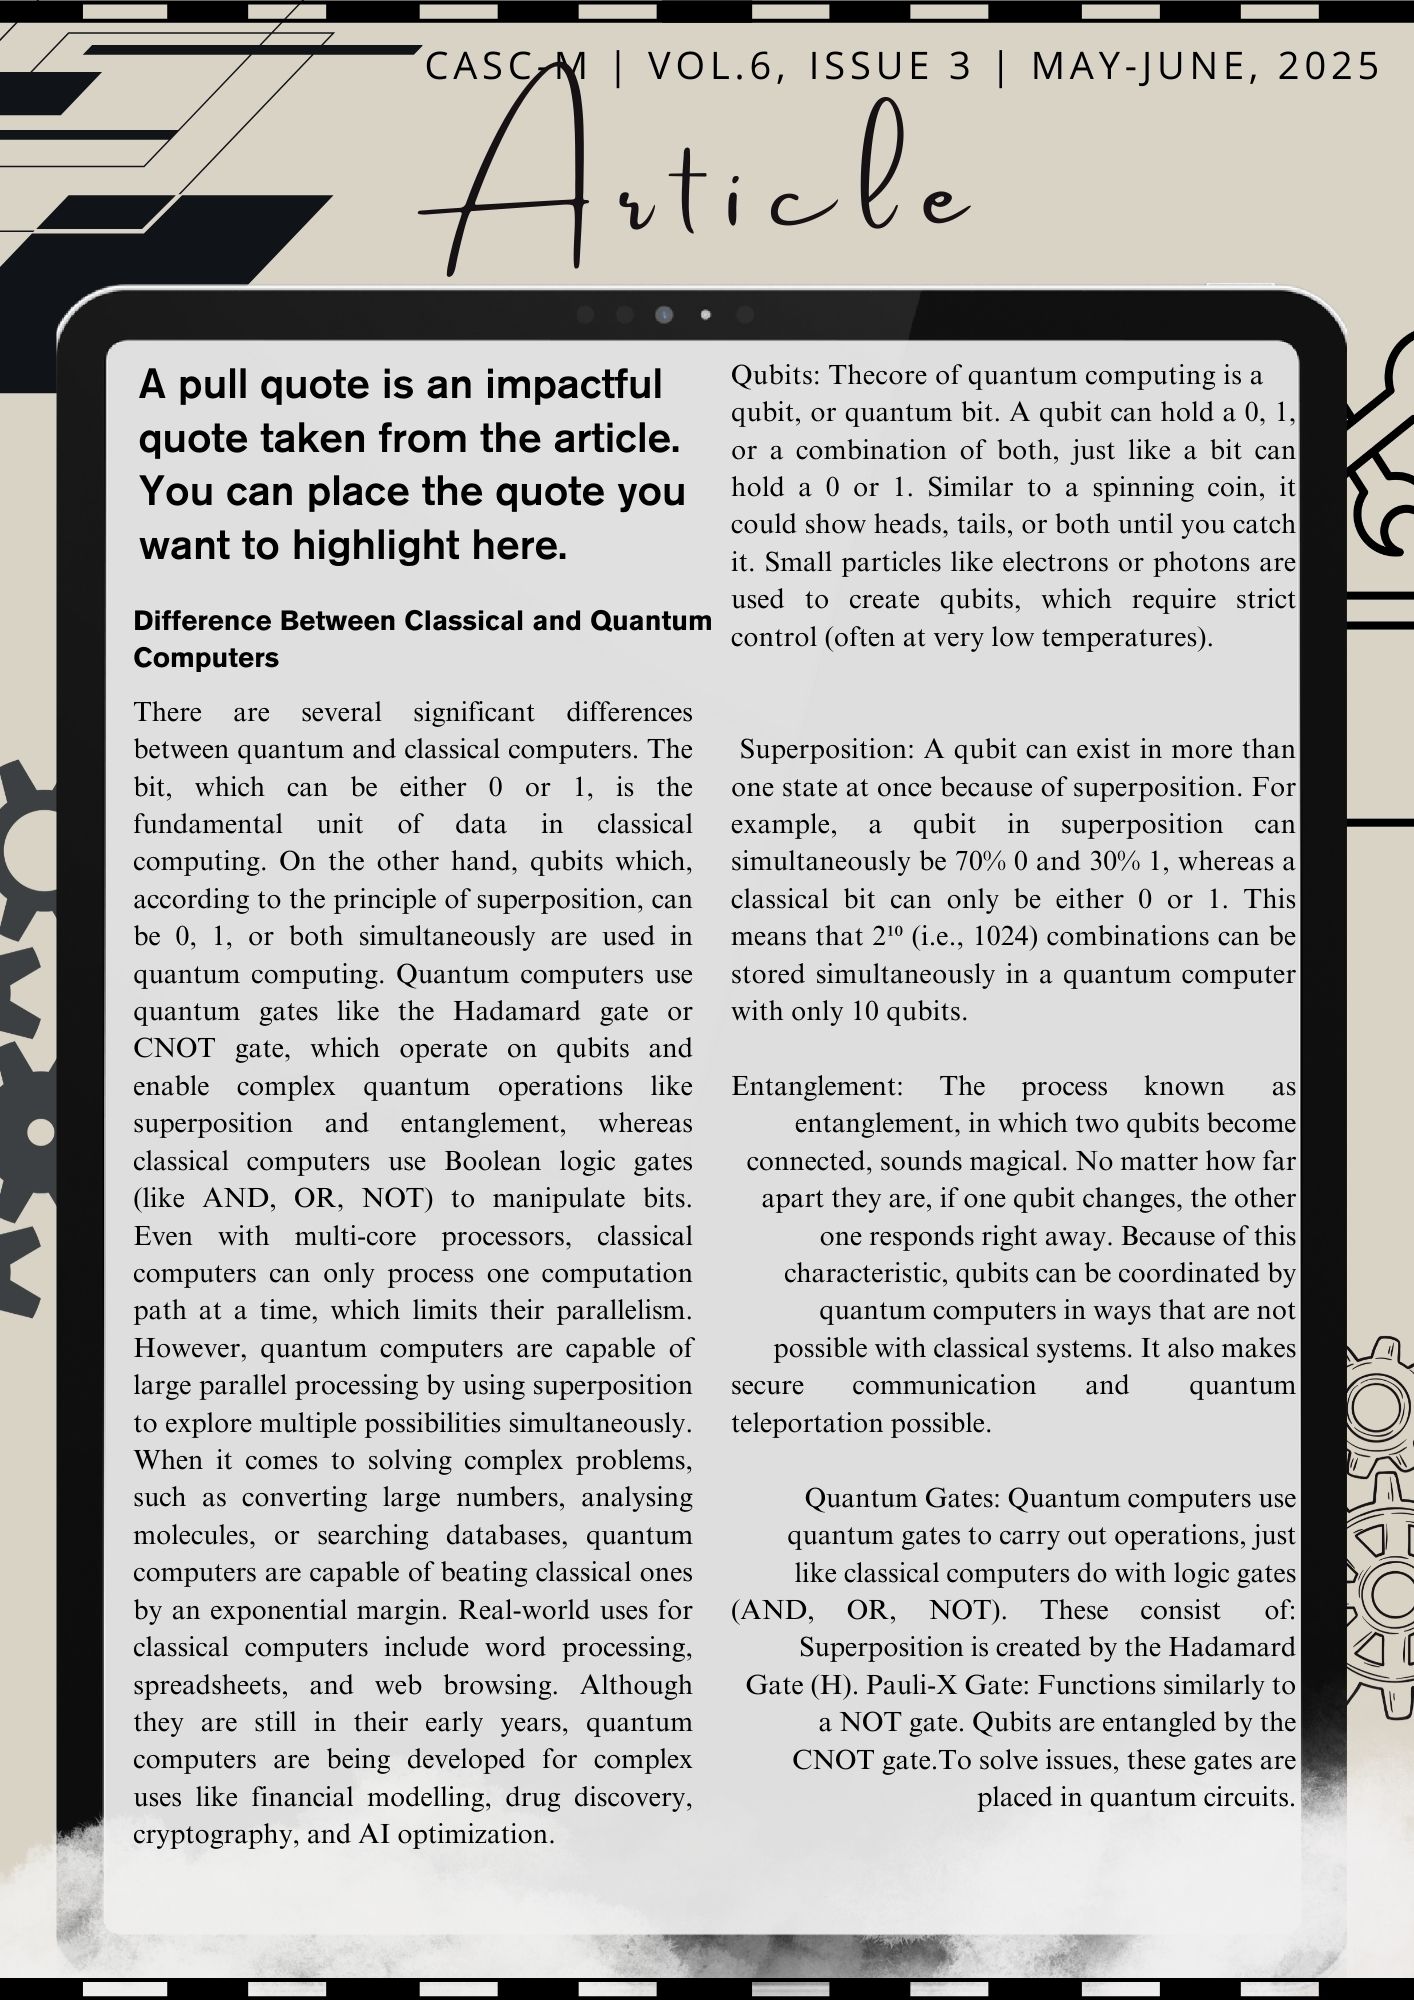 CASC-M | VOL.6, ISSUE 3 | MAY-JUNE, 2025
Article
A pull quote is an impactful
quote taken from the article.
You can place the quote you
want to highlight here.
Difference Between Classical and Quantum
Computers
There are several significant differences
between quantum and classical computers. The
bit, which can be either 0 or 1, is the
fundamental unit of data in classical
computing. On the other hand, qubits which,
according to the principle of superposition, can
be 0, 1, or both simultaneously are used in
quantum computing. Quantum computers use
quantum gates like the Hadamard gate or
CNOT gate, which operate on qubits and
enable complex quantum operations like
superposition and entanglement, whereas
classical computers use Boolean logic gates
(like AND, OR, NOT) to manipulate bits.
Even with multi-core processors, classical
computers can only process one computation
path at a time, which limits their parallelism.
However, quantum computers are capable of
large parallel processing by using superposition
to explore multiple possibilities simultaneously.
When it comes to solving complex problems,
such as converting large numbers, analysing
molecules, or searching databases, quantum
computers are capable of beating classical ones
by an exponential margin. Real-world uses for
classical computers include word processing,
spreadsheets, and web browsing. Although
they are still in their early years, quantum
computers are being developed for complex
uses like financial modelling, drug discovery,
cryptography, and AI optimization.
Qubits: Thecore of quantum computing is a
qubit, or quantum bit. A qubit can hold a 0, 1,
or a combination of both, just like a bit can
hold a 0 or 1. Similar to a spinning coin, it
could show heads, tails, or both until you catch
it. Small particles like electrons or photons are
used to create qubits, which require strict
control (often at very low temperatures).
Superposition: A qubit can exist in more than
one state at once because of superposition. For
example, a qubit in superposition can
simultaneously be 70% 0 and 30% 1, whereas a
classical bit can only be either 0 or 1. This
means that 2¹⁰ (i.e., 1024) combinations can be
stored simultaneously in a quantum computer
with only 10 qubits.
Entanglement: The process known as
entanglement, in which two qubits become
connected, sounds magical. No matter how far
apart they are, if one qubit changes, the other
one responds right away. Because of this
characteristic, qubits can be coordinated by
quantum computers in ways that are not
possible with classical systems. It also makes
secure communication and quantum
teleportation possible.
Quantum Gates: Quantum computers use
quantum gates to carry out operations, just
like classical computers do with logic gates
(AND, OR, NOT). These consist of:
Superposition is created by the Hadamard
Gate (H). Pauli-X Gate: Functions similarly to
a NOT gate. Qubits are entangled by the
CNOT gate.To solve issues, these gates are
placed in quantum circuits.